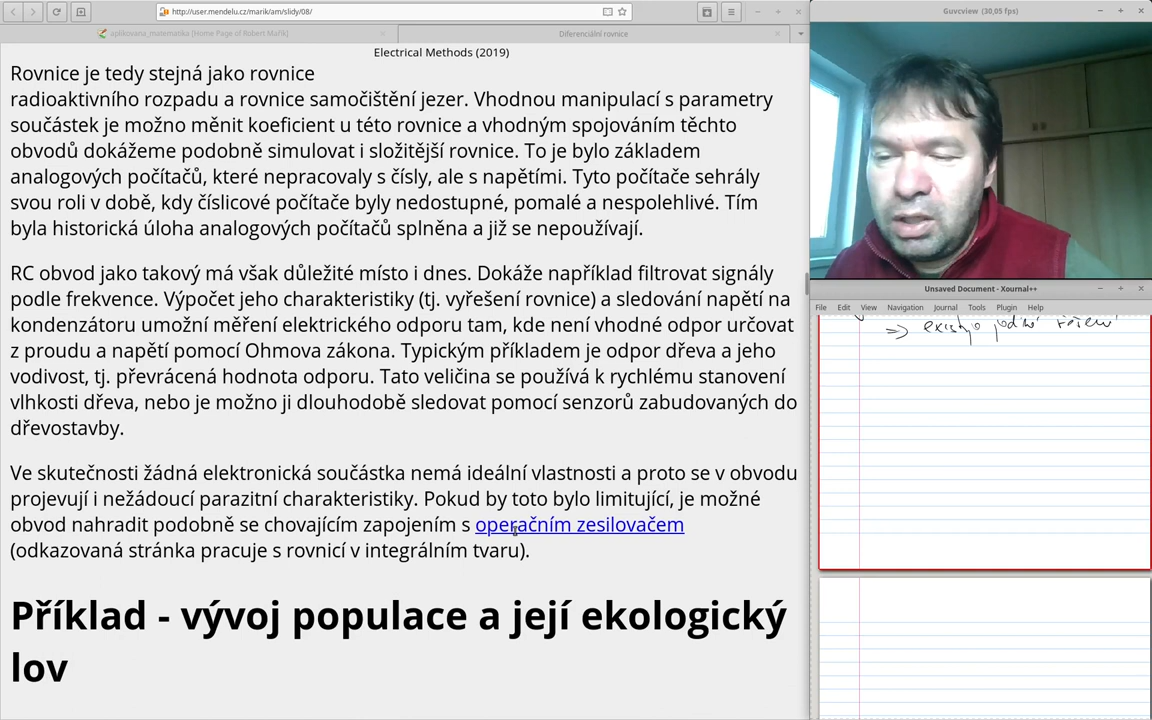 http://user.mendelu.cz/marik/am/slidy/08/
Guvcview (30,05 fps)
aplikovana_matematika [Home Page of Robert Mařík]
Diferenciální rovnice
Electrical Methods (2019)
Rovnice je tedy stejná jako rovnice
radioaktivního rozpadu a rovnice samočištění jezer. Vhodnou manipulací s parametry
součástek je možno měnit koeficient u této rovnice a vhodným spojováním těchto
obvodů dokážeme podobně simulovat i složitější rovnice. To je bylo základem
analogových počítačů, které nepracovaly s čísly, ale s napětími. Tyto počítače sehrály
svou roli v době, kdy číslicové počítače byly nedostupné, pomalé a nespolehlivé. Tím
byla historická úloha analogových počítačů splněna a již se nepoužívají.
RC obvod jako takový má však důležité místo i dnes. Dokáže například filtrovat signály
podle frekvence. Výpočet jeho charakteristiky (tj. vyřešení rovnice) a sledování napětí na
kondenzátoru umožní měření elektrického odporu tam, kde není vhodné odpor určovat
z proudu a napětí pomocí Ohmova zákona. Typickým příkladem je odpor dřeva a jeho
vodivost, tj. převrácená hodnota odporu. Tato veličina se používá k rychlému stanovení
vlhkosti dřeva, nebo je možno ji dlouhodobě sledovat pomocí senzorů zabudovaných do
dřevostavby.
Ve skutečnosti žádná elektronická součástka nemá ideální vlastnosti a proto se v obvodu
projevují i nežádoucí parazitní charakteristiky. Pokud by toto bylo limitující, je možné
obvod nahradit podobně se chovajícím zapojením s operačním zesilovačem
(odkazovaná stránka pracuje s rovnicí v integrálním tvaru).
Příklad - vývoj populace a její ekologický
lov
Unsaved Document - Xournal++
File Edit View Navigation Journal Tools Plugin Help